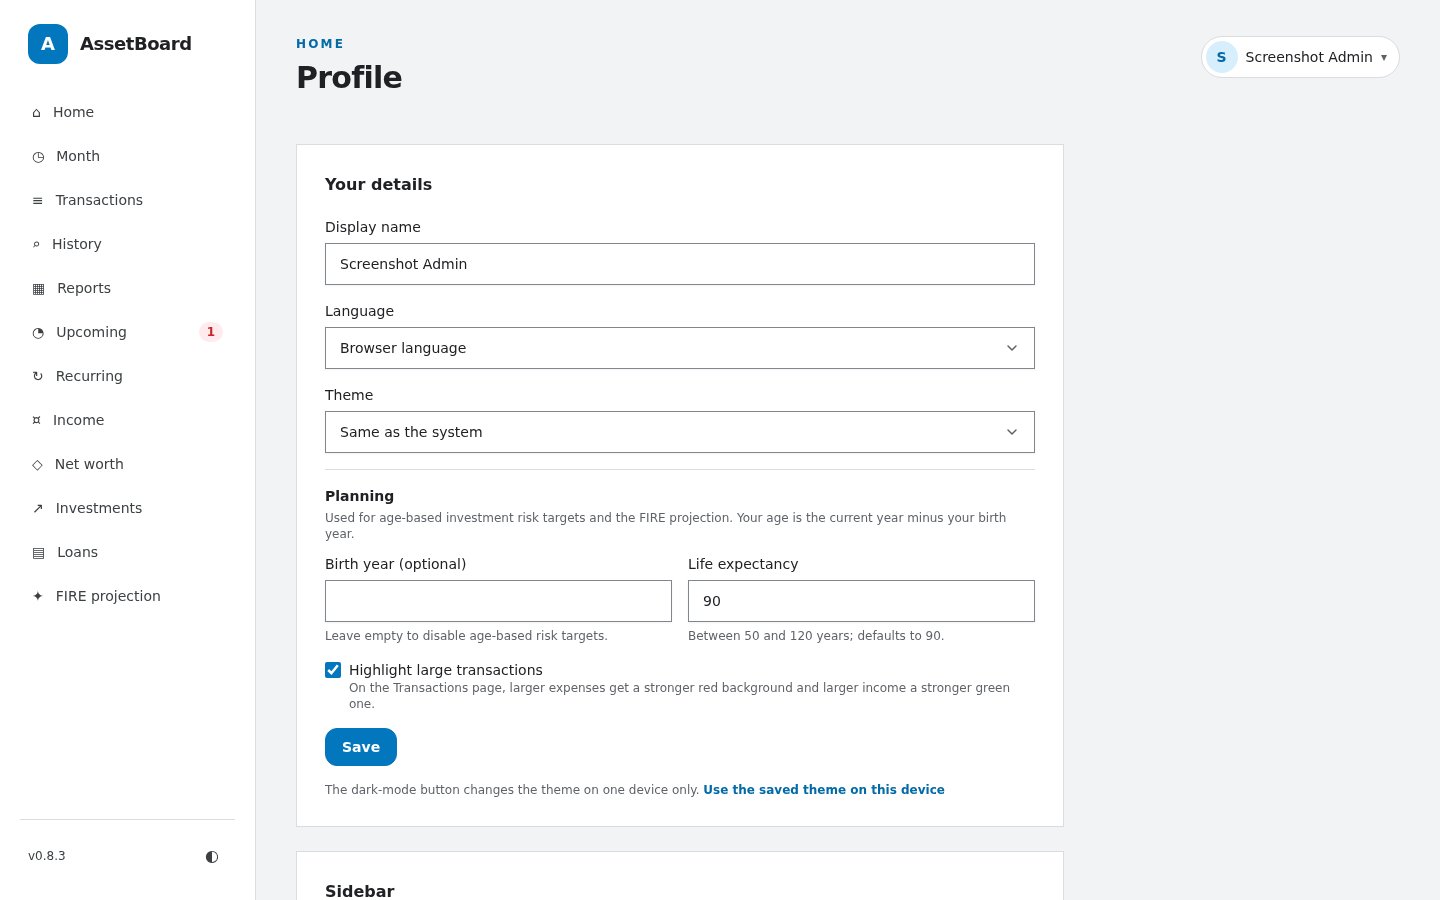 A AssetBoard
Home
Month
Transactions
History
Reports
Upcoming 1
Recurring
Income
Net worth
Investments
Loans
FIRE projection
v0.8.3
HOME
Profile
S Screenshot Admin
Your details
Display name
Screenshot Admin
Language
Browser language
Theme
Same as the system
Planning
Used for age-based investment risk targets and the FIRE projection. Your age is the current year minus your birth
year.
Birth year (optional)
Life expectancy
90
Leave empty to disable age-based risk targets.
Between 50 and 120 years; defaults to 90.
Highlight large transactions
On the Transactions page, larger expenses get a stronger red background and larger income a stronger green
one.
Save
The dark-mode button changes the theme on one device only. Use the saved theme on this device
Sidebar